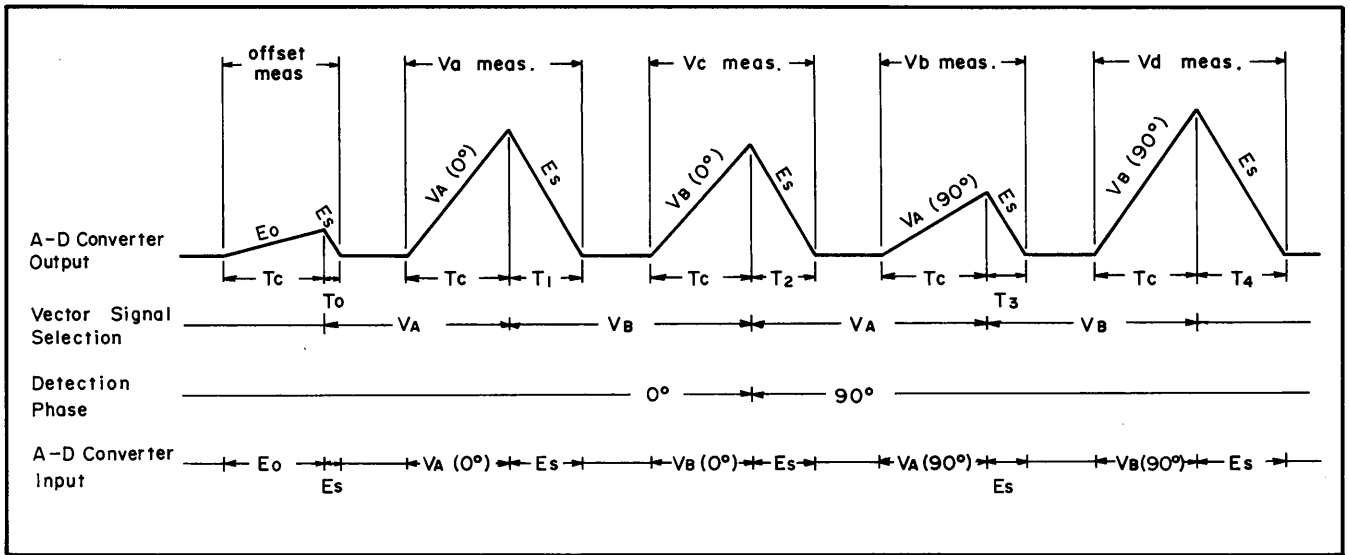 offset meas
Va meas.
Vc meas.
Vb meas.
Vd meas.
Eo
Es
VA (0°)
Es
VB (0°)
Es
VA (90°)
Es
VB (90°)
Es
A-D Converter Output
Tc
To
Tc
T1
Tc
T2
Tc
T3
Tc
T4
Vector Signal Selection
VA
VB
VA
VB
Detection Phase
0°
90°
A-D Converter Input
Eo
Es
VA (0°)
Es
VB (0°)
Es
VA (90°)
Es
VB (90°)
Es